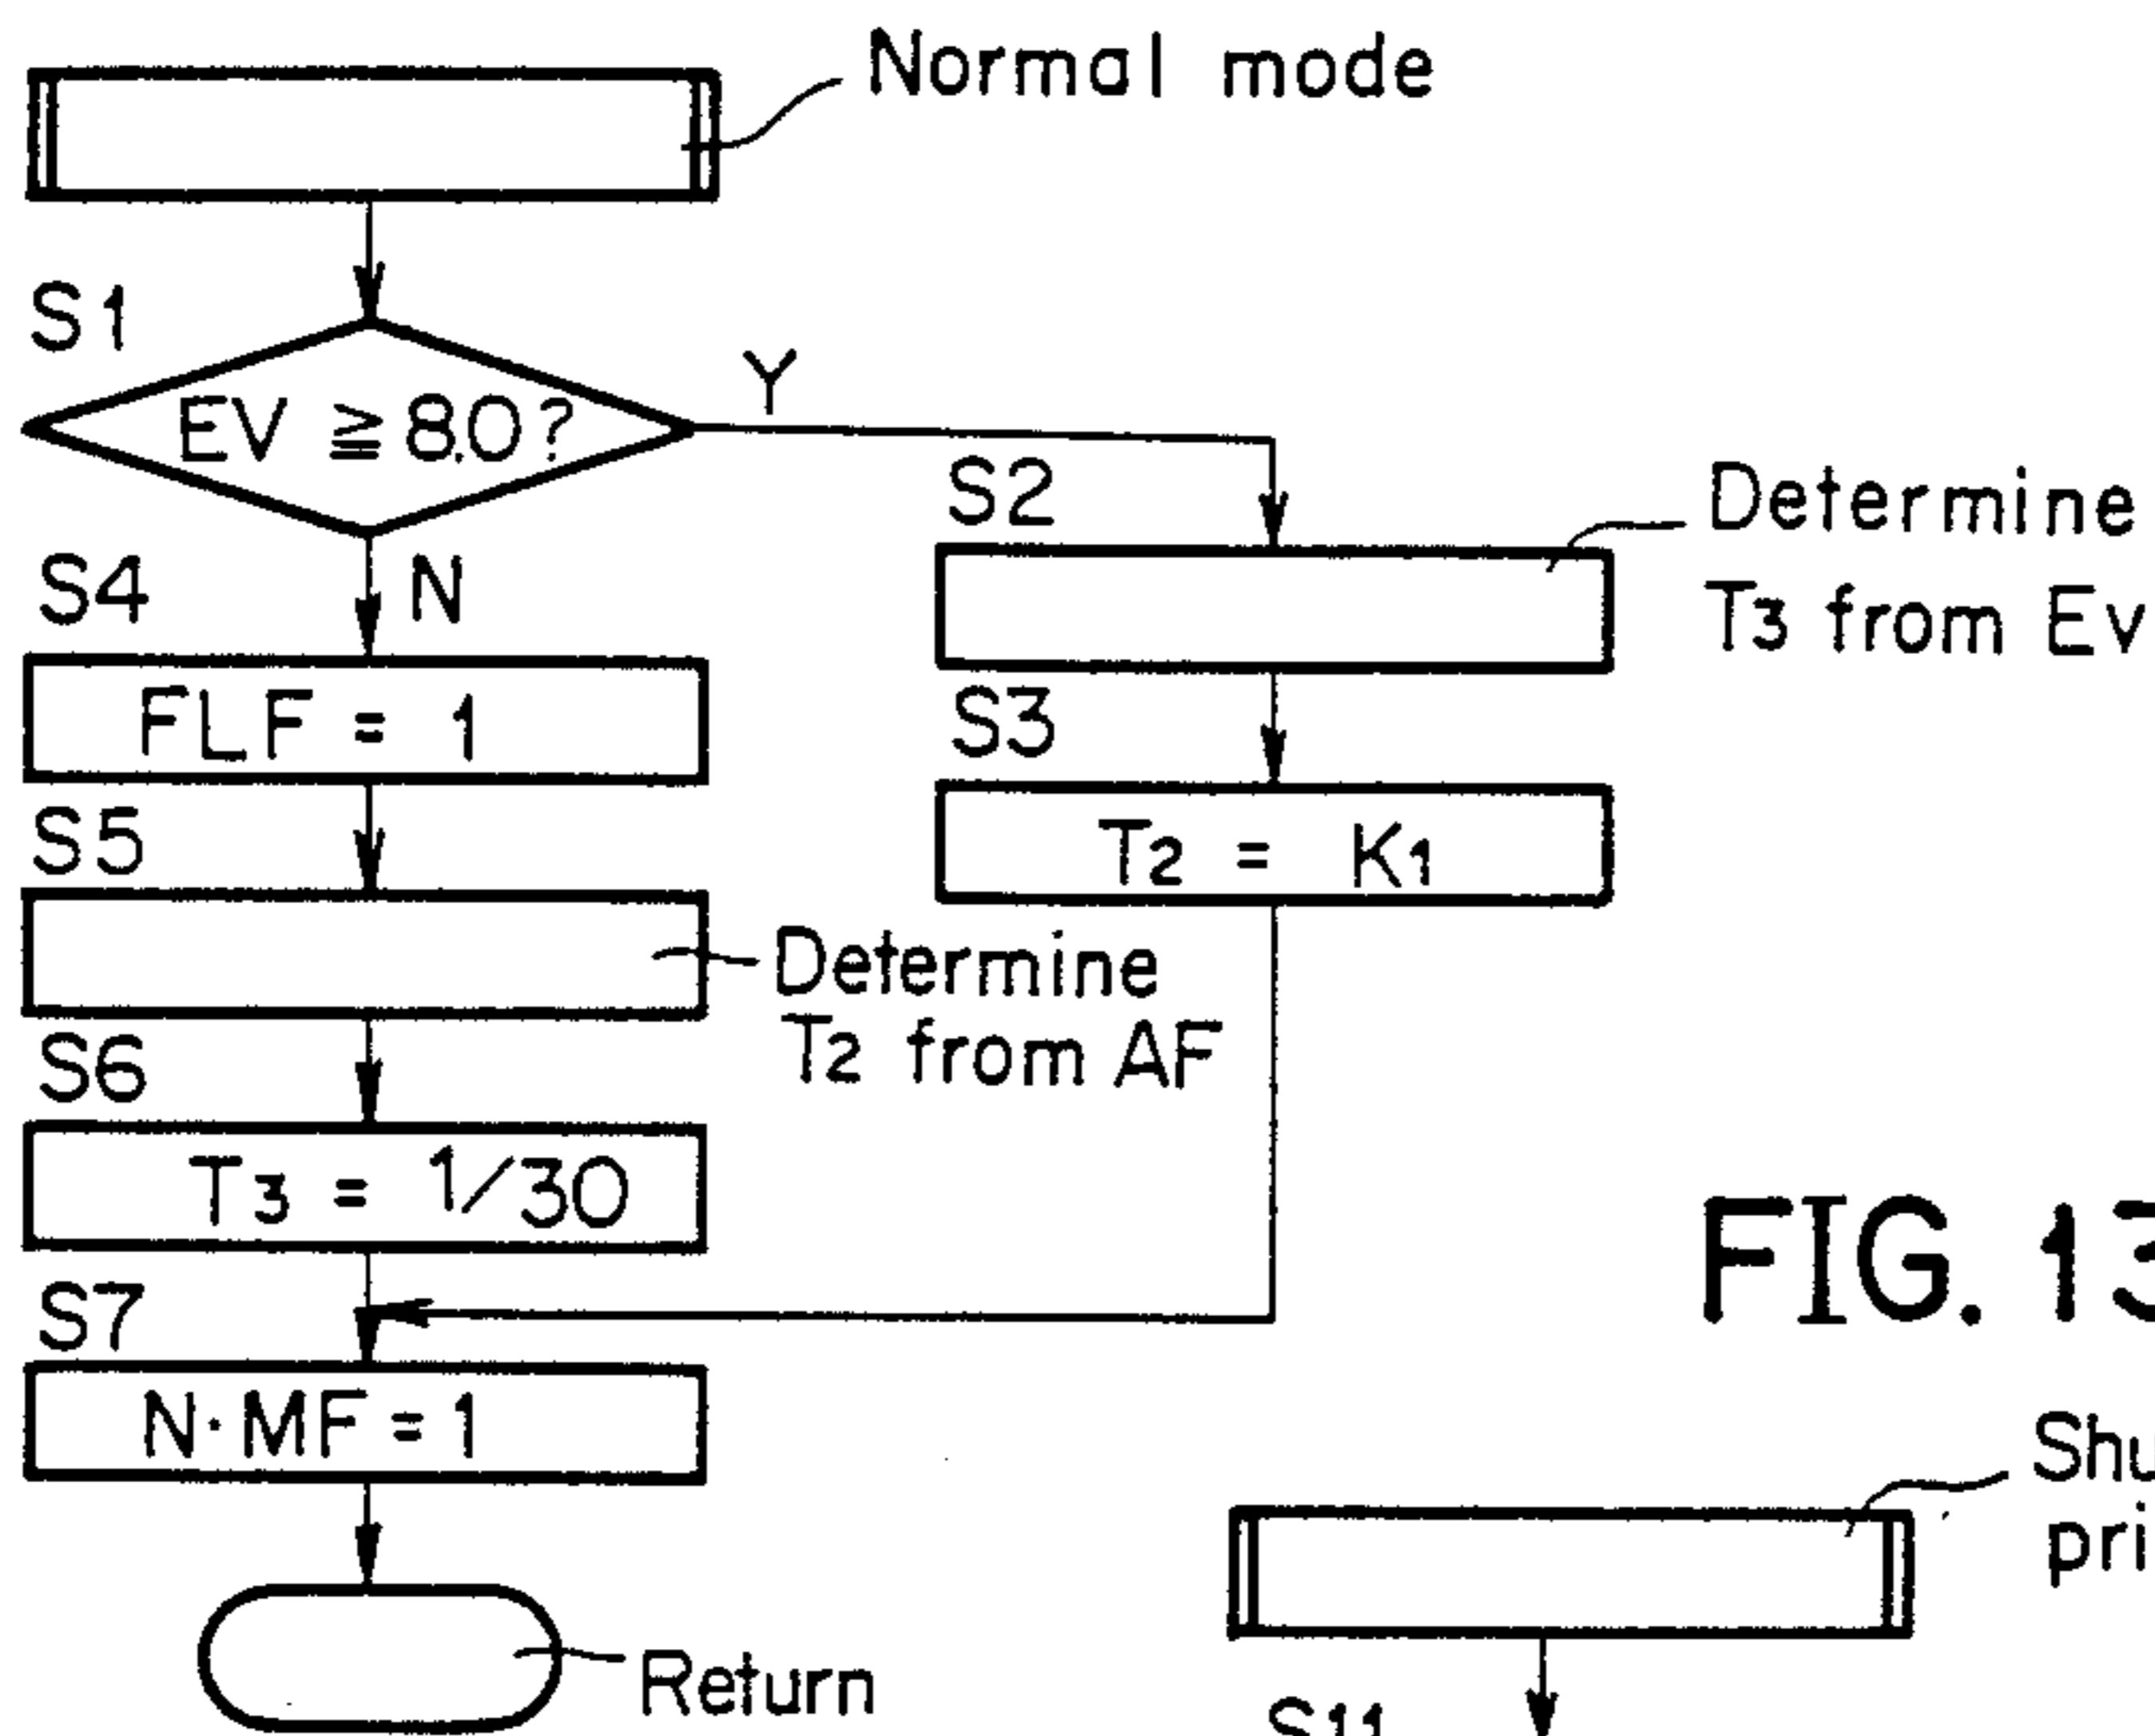 Normal mode
S1
EV ≧ 8.0?
Y
S2
Determine
T3 from Ev
S4
N
FLF = 1
S3
T2 = K1
S5
Determine
T2 from AF
S6
T3 = 1/30
S7
N·MF = 1
Return
FIG. 13
S11